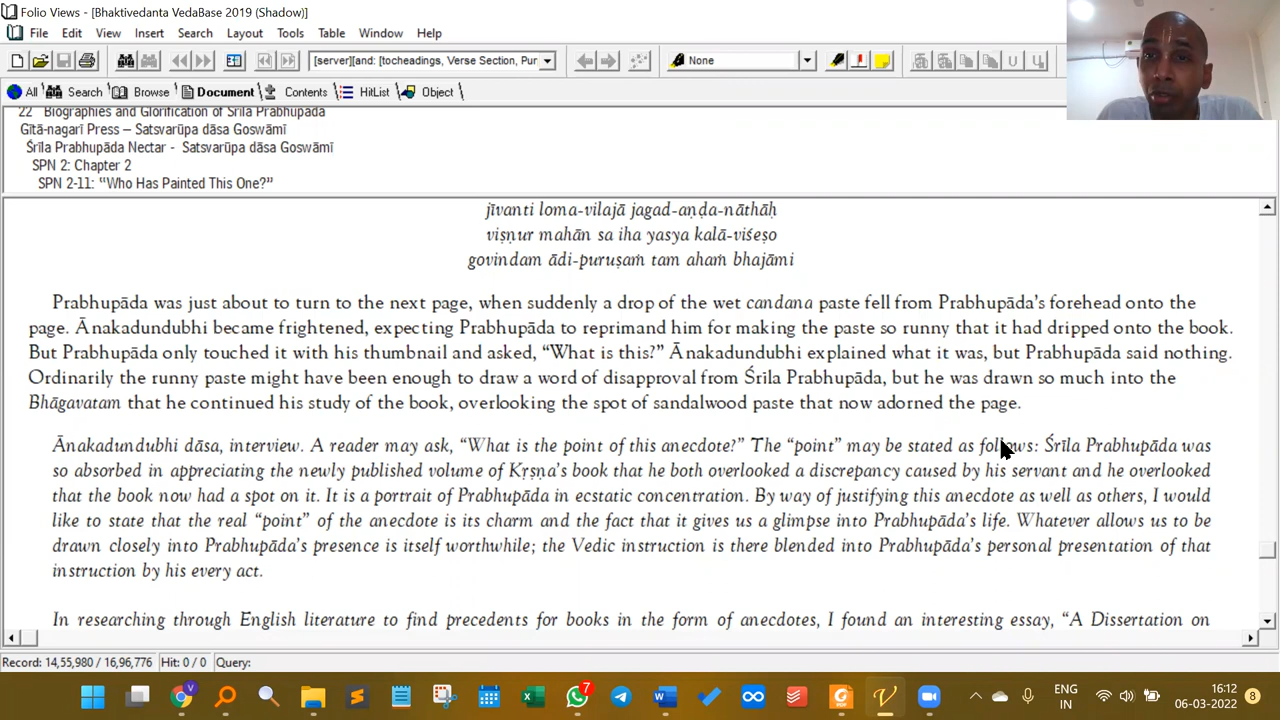 Folio Views - [Bhaktivedanta VedaBase 2019 (Shadow)]
File Edit View Insert Search Layout Tools Table Window Help
[server][and: [tocheadings, Verse Section, Pur None
All Search Browse Document Contents HitList Object
22 Biographies and Glorification of Śrīla Prabhupāda
Gītā-nagarī Press – Satsvarūpa dāsa Goswāmī
Śrīla Prabhupāda Nectar - Satsvarūpa dāsa Goswāmī
SPN 2: Chapter 2
SPN 2-11: "Who Has Painted This One?"
jīvanti loma-vilajā jagad-aṇḍa-nāthāḥ
viṣṇur mahān sa iha yasya kalā-viśeṣo
govindam ādi-puruṣaṁ tam ahaṁ bhajāmi
Prabhupāda was just about to turn to the next page, when suddenly a drop of the wet candana paste fell from Prabhupāda's forehead onto the
page. Ānakadundubhi became frightened, expecting Prabhupāda to reprimand him for making the paste so runny that it had dripped onto the book.
But Prabhupāda only touched it with his thumbnail and asked, "What is this?" Ānakadundubhi explained what it was, but Prabhupāda said nothing.
Ordinarily the runny paste might have been enough to draw a word of disapproval from Śrīla Prabhupāda, but he was drawn so much into the
Bhāgavatam that he continued his study of the book, overlooking the spot of sandalwood paste that now adorned the page.
Ānakadundubhi dāsa, interview. A reader may ask, "What is the point of this anecdote?" The "point" may be stated as follows: Śrīla Prabhupāda was
so absorbed in appreciating the newly published volume of Kṛṣṇa's book that he both overlooked a discrepancy caused by his servant and he overlooked
that the book now had a spot on it. It is a portrait of Prabhupāda in ecstatic concentration. By way of justifying this anecdote as well as others, I would
like to state that the real "point" of the anecdote is its charm and the fact that it gives us a glimpse into Prabhupāda's life. Whatever allows us to be
drawn closely into Prabhupāda's presence is itself worthwhile; the Vedic instruction is there blended into Prabhupāda's personal presentation of that
instruction by his every act.
In researching through English literature to find precedents for books in the form of anecdotes, I found an interesting essay, "A Dissertation on
Record: 14,55,980 / 16,96,776 Hit: 0 / 0 Query:
7
ENG
IN
16:12
06-03-2022
8